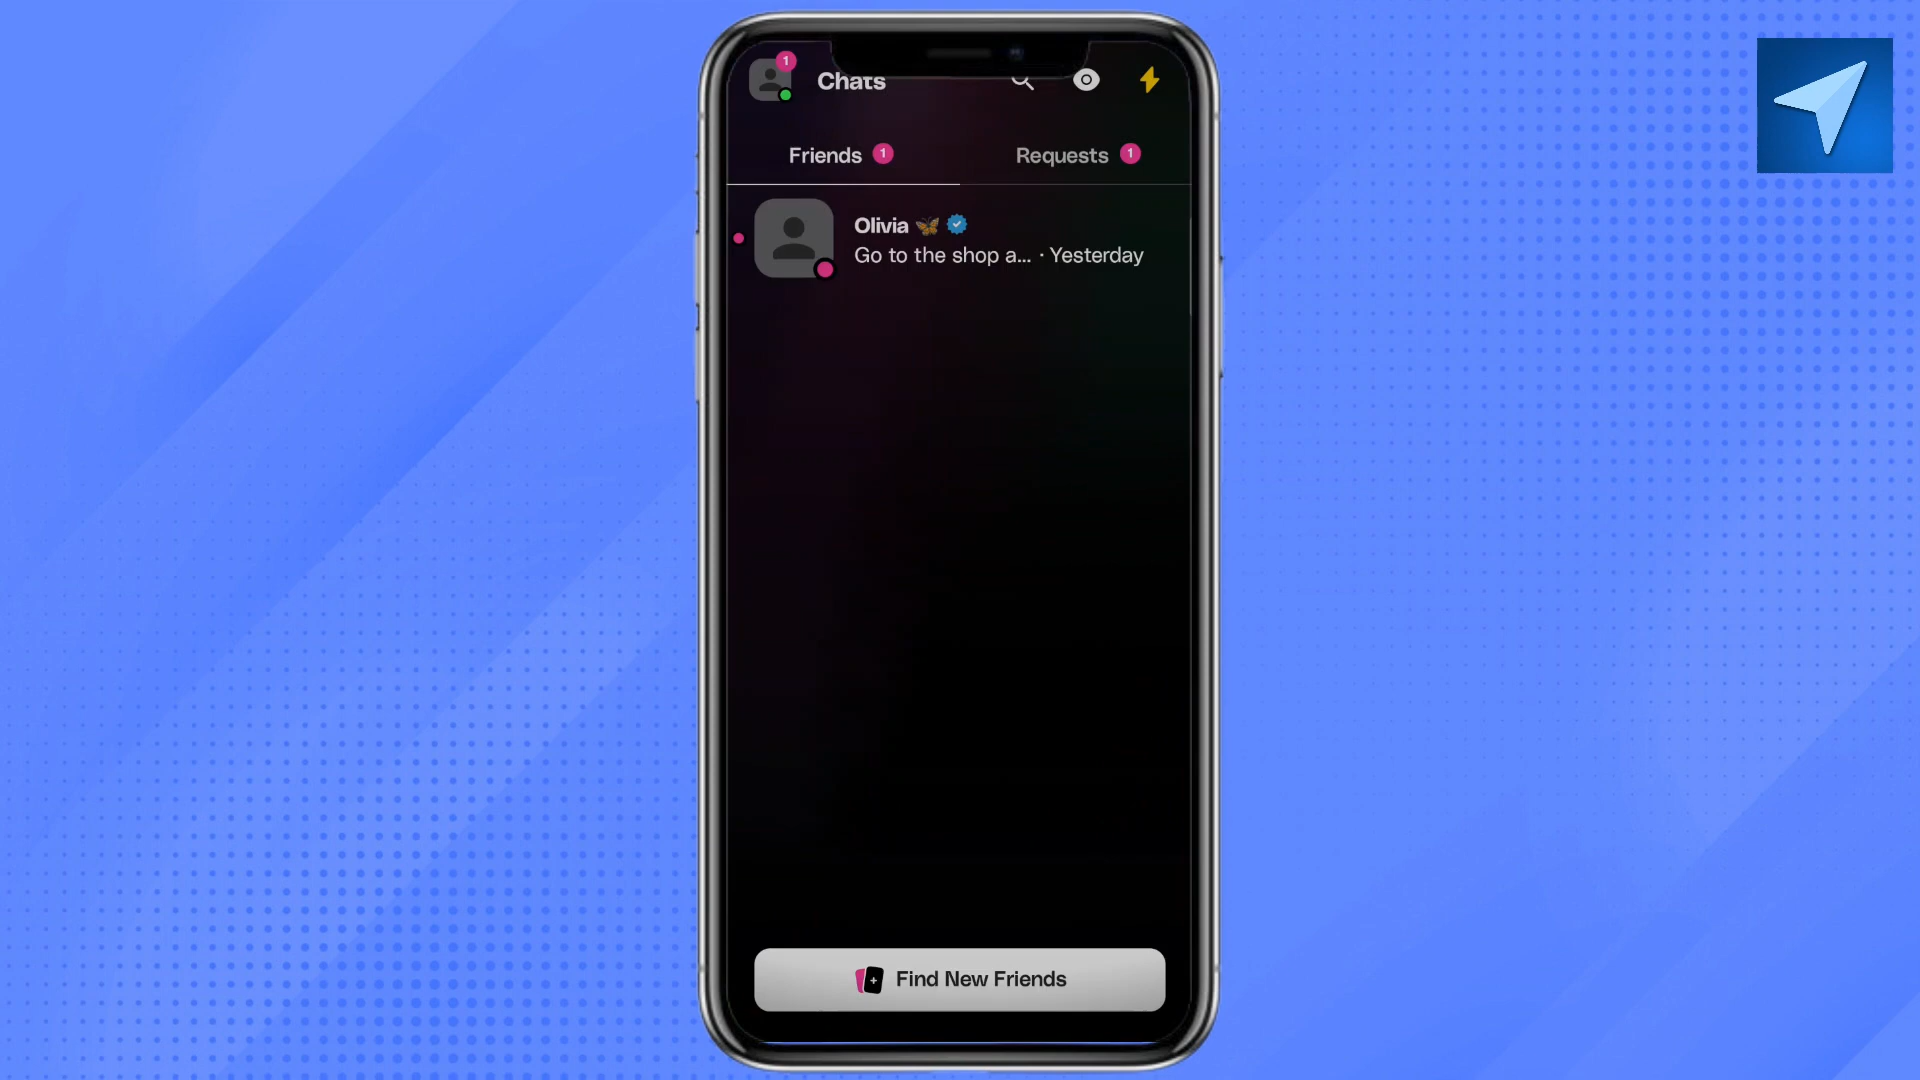 1
Chats
Friends 1
Requests 1
Olivia 🦋
Go to the shop a... · Yesterday
Find New Friends